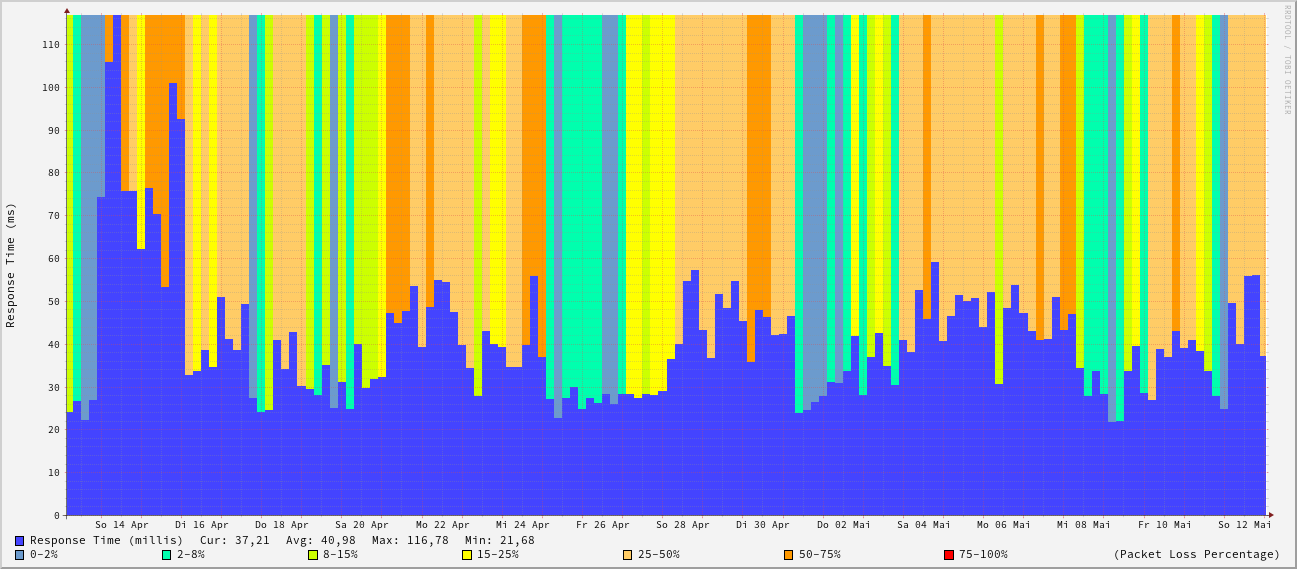 RRDTOOL / TOBI OETIKER
Response Time (ms)
110
100
90
80
70
60
50
40
30
20
10
0
So 14 Apr Di 16 Apr Do 18 Apr Sa 20 Apr Mo 22 Apr Mi 24 Apr Fr 26 Apr So 28 Apr Di 30 Apr Do 02 Mai Sa 04 Mai Mo 06 Mai Mi 08 Mai Fr 10 Mai So 12 Mai
Response Time (millis) Cur: 37,21 Avg: 40,98 Max: 116,78 Min: 21,68
0-2% 2-8% 8-15% 15-25% 25-50% 50-75% 75-100% (Packet Loss Percentage)